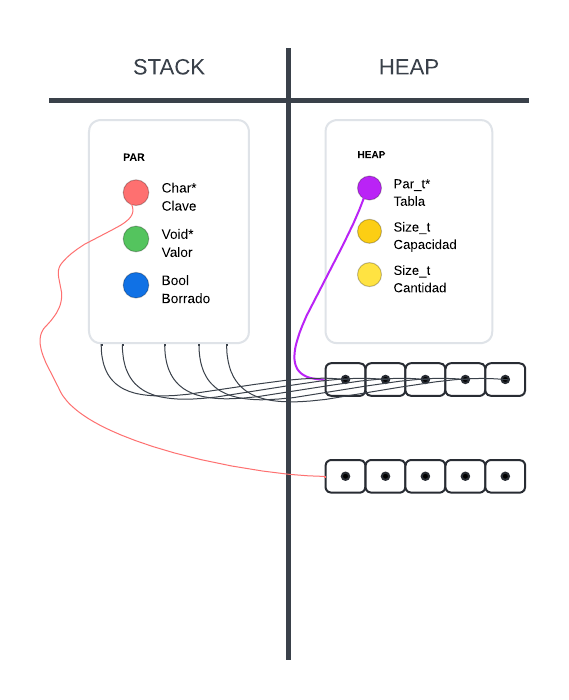 STACK
HEAP
PAR
Char*
Clave
Void*
Valor
Bool
Borrado
HEAP
Par_t*
Tabla
Size_t
Capacidad
Size_t
Cantidad